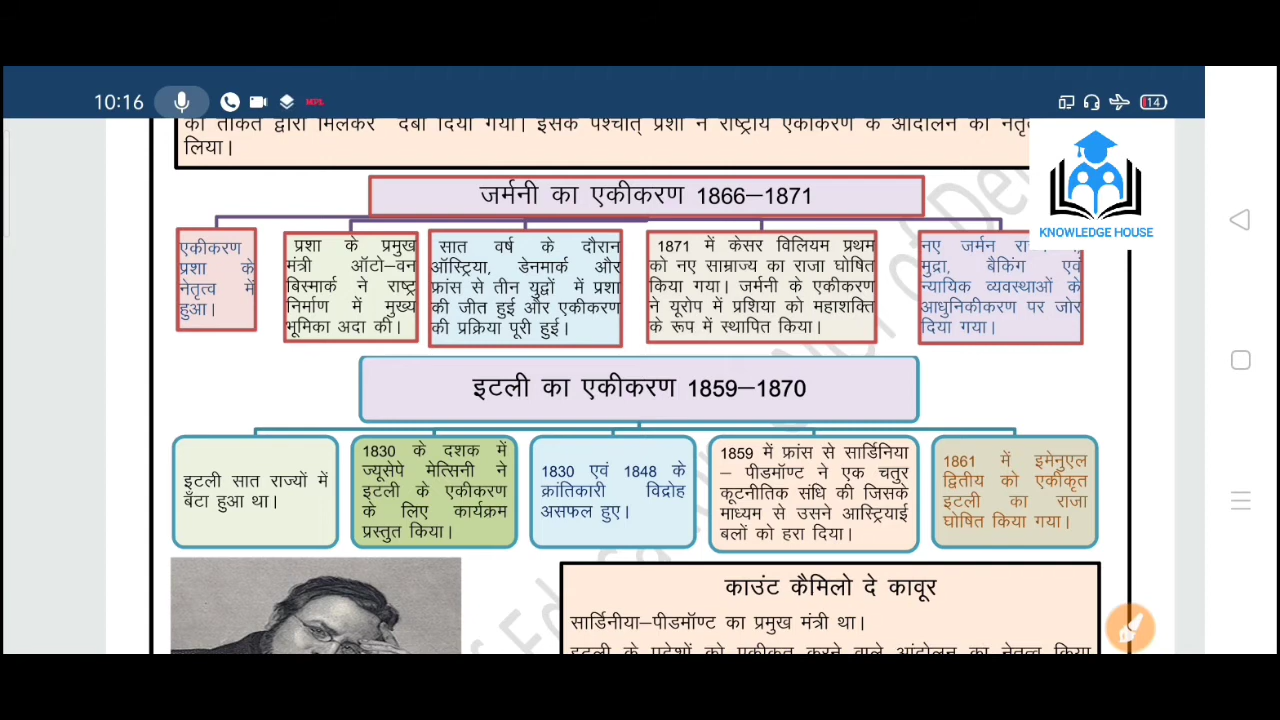 10:16
14
लिया।
KNOWLEDGE HOUSE
जर्मनी का एकीकरण 1866–1871
एकीकरण
प्रशा के
नेतृत्व में
हुआ।
प्रशा के प्रमुख
मंत्री ऑटो–वन
बिस्मार्क ने राष्ट्र
निर्माण में मुख्य
भूमिका अदा की।
सात वर्ष के दौरान
ऑस्ट्रिया, डेनमार्क और
फ्रांस से तीन युद्वों में प्रशा
की जीत हुई और एकीकरण
की प्रक्रिया पूरी हुई।
1871 में केसर विलियम प्रथम
को नए साम्राज्य का राजा घोषित
किया गया। जर्मनी के एकीकरण
ने यूरोप में प्रशिया को महाशक्ति
के रूप में स्थापित किया।
नए जर्मन
मुद्रा, बैकिंग एवं
न्यायिक व्यवस्थाओं के
आधुनिकीकरण पर जोर
दिया गया।
इटली का एकीकरण 1859–1870
इटली सात राज्यों में
बँटा हुआ था।
1830 के दशक में
ज्यूसेपे मेत्सिनी ने
इटली के एकीकरण
के लिए कार्यक्रम
प्रस्तुत किया।
1830 एवं 1848 के
क्रांतिकारी विद्रोह
असफल हुए।
1859 में फ्रांस से सार्डिनिया
– पीडमॉण्ट ने एक चतुर
कूटनीतिक संधि की जिसके
माध्यम से उसने आस्ट्रियाई
बलों को हरा दिया।
1861 में इमेनुएल
द्वितीय को एकीकृत
इटली का राजा
घोषित किया गया।
काउंट कैमिलो दे कावूर
सार्डिनीया–पीडमॉण्ट का प्रमुख मंत्री था।